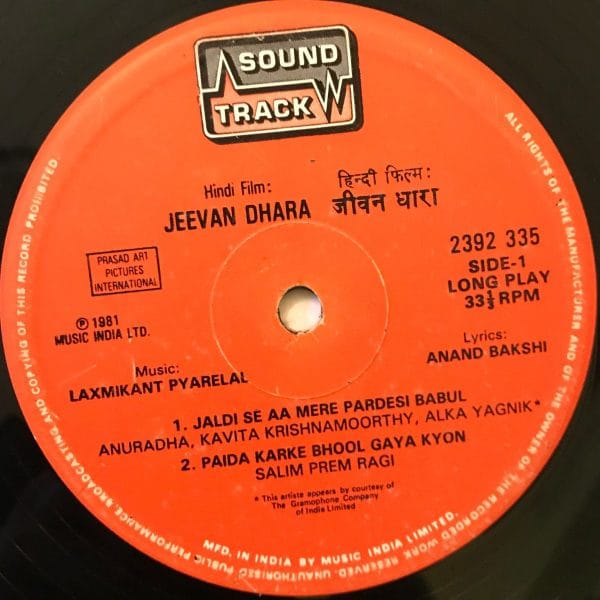 SOUND
TRACK
Hindi Film: हिन्दी फिल्म:
JEEVAN DHARA जीवन धारा
PRASAD ART
PICTURES
INTERNATIONAL
2392 335
SIDE-1
LONG PLAY
33⅓ RPM
℗ 1981
MUSIC INDIA LTD.
Music:
LAXMIKANT PYARELAL
Lyrics:
ANAND BAKSHI
1. JALDI SE AA MERE PARDESI BABUL
ANURADHA, KAVITA KRISHNAMOORTHY, ALKA YAGNIK*
2. PAIDA KARKE BHOOL GAYA KYON
SALIM PREM RAGI
* This artiste appears by courtesy of
The Gramophone Company
of India Limited
MFD. IN INDIA BY MUSIC INDIA LIMITED.
ALL RIGHTS OF THE MANUFACTURER AND OF THE OWNER OF THE RECORDED WORK RESERVED. UNAUTHORISED PUBLIC PERFORMANCE BROADCASTING AND COPYING OF THIS RECORD PROHIBITED.